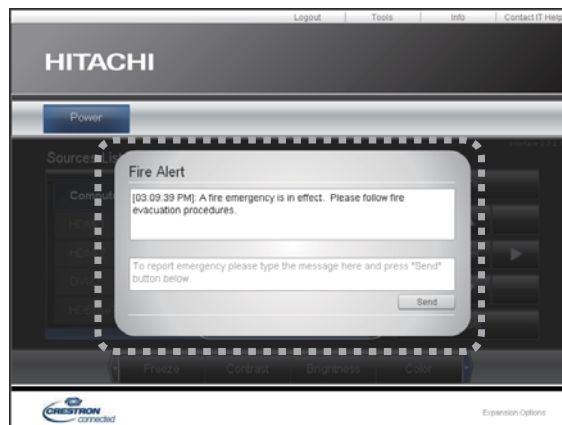 Logout Tools Info Contact IT Help
HITACHI
Power
Sources List
Fire Alert
[03:09:39 PM]: A fire emergency is in effect. Please follow fire
evacuation procedures.
To report emergency please type the message here and press "Send"
button below.
Send
Freeze Contrast Brightness Color
CRESTRON
connected
Expansion Options